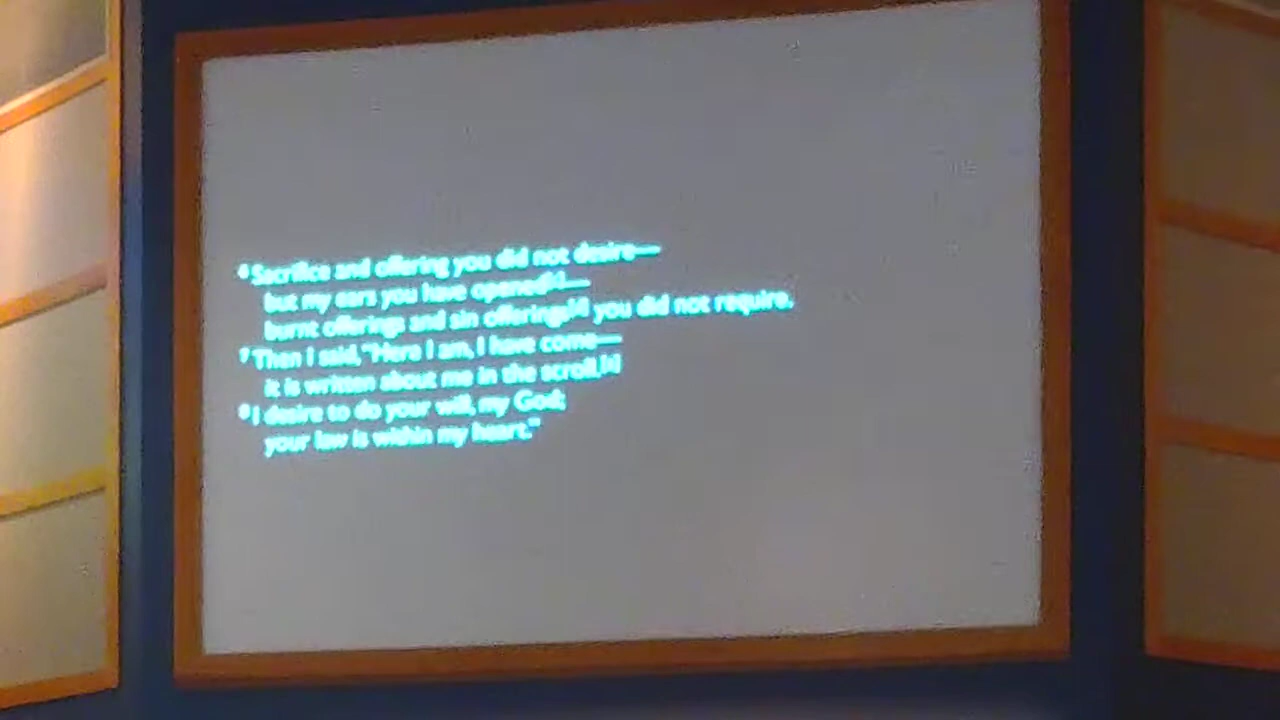 6 Sacrifice and offering you did not desire—
but my ears you have opened[c]—
burnt offerings and sin offerings[d] you did not require.
7 Then I said, "Here I am, I have come—
it is written about me in the scroll.[e]
8 I desire to do your will, my God;
your law is within my heart."